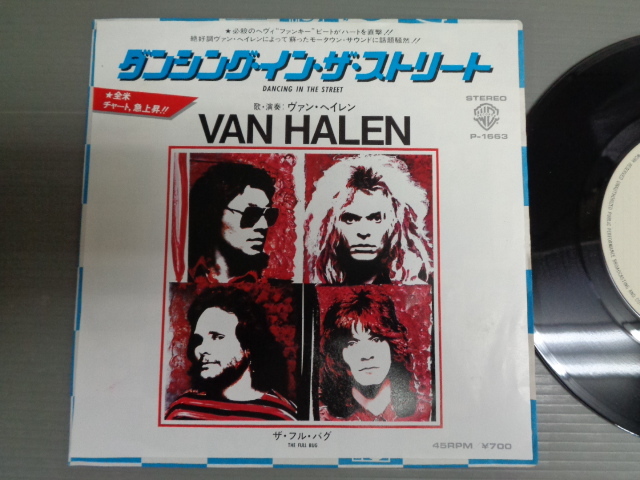 ★必殺のヘヴィ"ファンキー"ビートがハードを直撃!!
絶好調ヴァン・ヘイレンによって蘇ったモータウン・サウンドに話題騒然!!
ダンシング・イン・ザ・ストリート
DANCING IN THE STREET
★全米
チャート,急上昇!!
歌・演奏:ヴァン・ヘイレン
VAN HALEN
STEREO
P-1663
ザ・フル・バグ
THE FULL BUG
45RPM ¥700